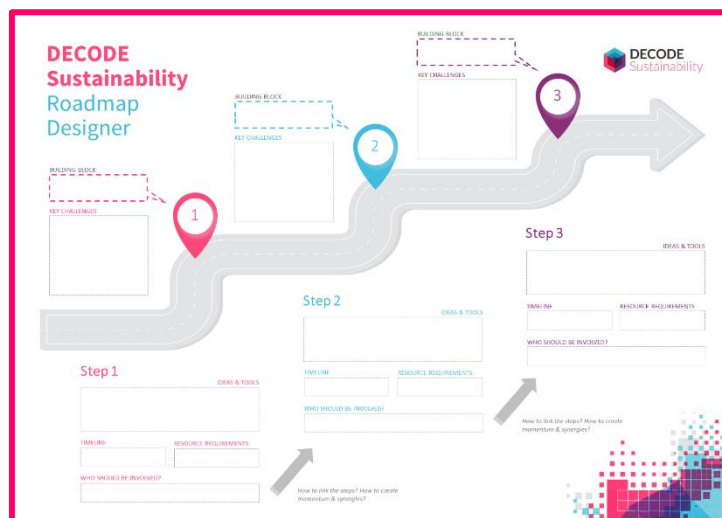 DECODE
Sustainability
Roadmap
Designer
DECODE
Sustainability
BUILDING BLOCK
KEY CHALLENGES
1
BUILDING BLOCK
KEY CHALLENGES
2
BUILDING BLOCK
KEY CHALLENGES
3
Step 1
IDEAS & TOOLS
TIMELINE
RESOURCE REQUIREMENTS
WHO SHOULD BE INVOLVED?
How to link the steps? How to create
momentum & synergies?
Step 2
IDEAS & TOOLS
TIMELINE
RESOURCE REQUIREMENTS
WHO SHOULD BE INVOLVED?
How to link the steps? How to create
momentum & synergies?
Step 3
IDEAS & TOOLS
TIMELINE
RESOURCE REQUIREMENTS
WHO SHOULD BE INVOLVED?